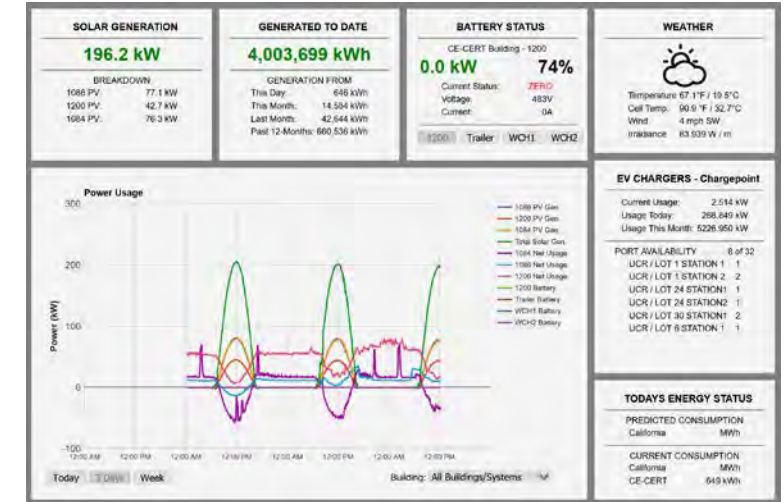 SOLAR GENERATION
196.2 kW
BREAKDOWN
1086 PV: 77.1 kW
1200 PV: 42.7 kW
1084 PV: 76.3 kW
GENERATED TO DATE
4,003,699 kWh
GENERATION FROM
This Day: 646 kWh
This Month: 14,584 kWh
Last Month: 42,644 kWh
Past 12-Months: 660,536 kWh
BATTERY STATUS
CE-CERT Building - 1200
0.0 kW 74%
Current Status: ZERO
Voltage: 483V
Current: 0A
1200 Trailer WCH1 WCH2
WEATHER
Temperature 67.1°F / 19.5°C
Cell Temp. 90.9 °F / 32.7°C
Wind 4 mph SW
Irradiance 83.939 W / m
Power Usage
300
200
100
0
-100
Power (kW)
12:00 AM 12:00 PM 12:00 AM 12:00 PM 12:00 AM 12:00 PM 12:00 AM 12:00 PM
1086 PV Gen.
1200 PV Gen.
1084 PV Gen.
Total Solar Gen.
1084 Net Usage
1086 Net Usage
1200 Net Usage
1200 Battery
Trailer Battery
WCH1 Battery
WCH2 Battery
Today 3 Days Week
Building: All Buildings/Systems
EV CHARGERS - Chargepoint
Current Usage: 2.514 kW
Usage Today: 268.849 kW
Usage This Month: 5226.950 kW
PORT AVAILABILITY 8 of 32
UCR / LOT 1 STATION 1 1
UCR / LOT 1 STATION 2 2
UCR / LOT 24 STATION1 1
UCR / LOT 24 STATION2 1
UCR / LOT 30 STATION1 2
UCR / LOT 6 STATION 1 1
TODAYS ENERGY STATUS
PREDICTED CONSUMPTION
California MWh
CURRENT CONSUMPTION
California MWh
CE-CERT 649 kWh